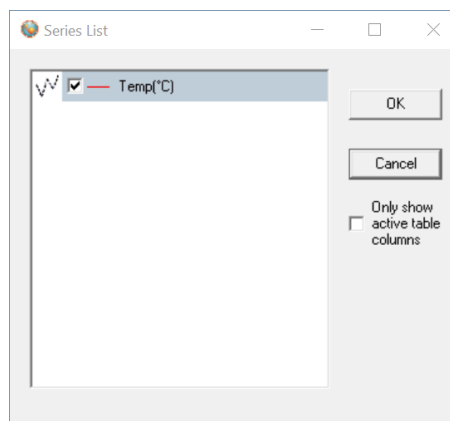 Series List
Temp(°C)
OK
Cancel
Only show
active table
columns